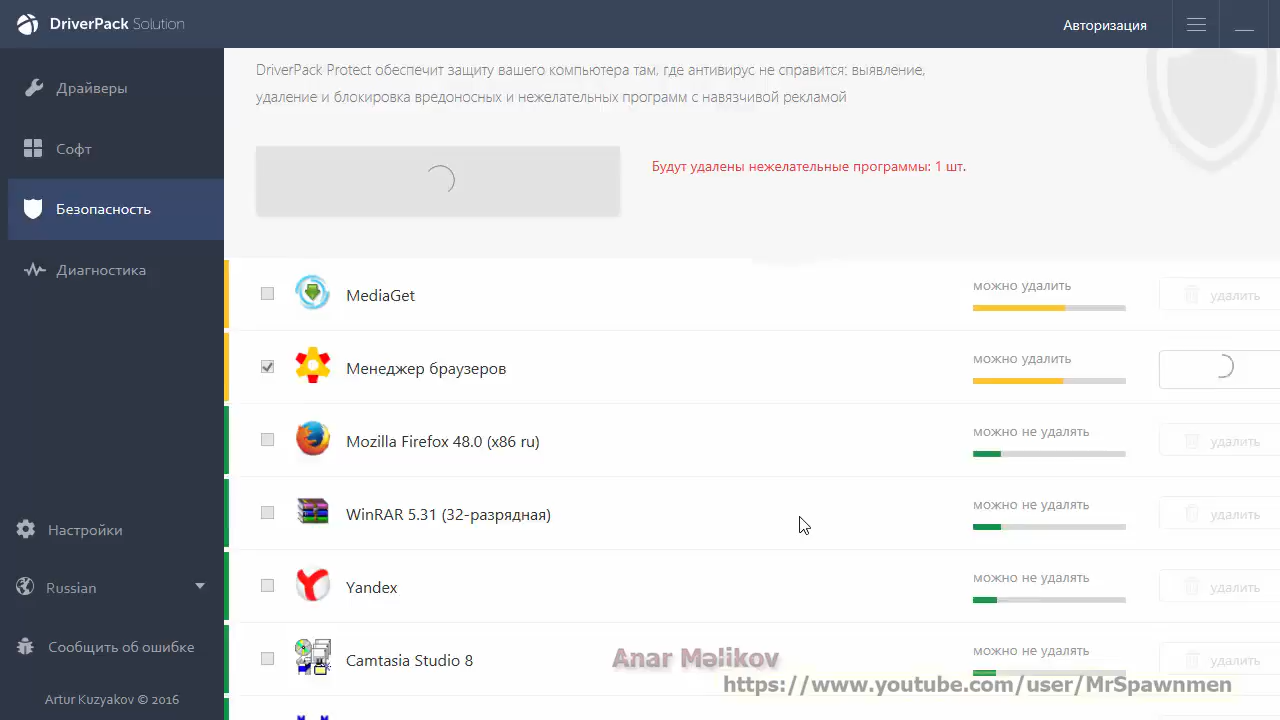 DriverPack Solution
Авторизация
Драйверы
Софт
Безопасность
Диагностика
Настройки
Russian
Сообщить об ошибке
Artur Kuzyakov © 2016
DriverPack Protect обеспечит защиту вашего компьютера там, где антивирус не справится: выявление,
удаление и блокировка вредоносных и нежелательных программ с навязчивой рекламой
Будут удалены нежелательные программы: 1 шт.
MediaGet
можно удалить
удалить
Менеджер браузеров
можно удалить
Mozilla Firefox 48.0 (x86 ru)
можно не удалять
удалить
WinRAR 5.31 (32-разрядная)
можно не удалять
удалить
Yandex
можно не удалять
удалить
Camtasia Studio 8
можно не удалять
удалить
Anar Məlikov
https://www.youtube.com/user/MrSpawnmen